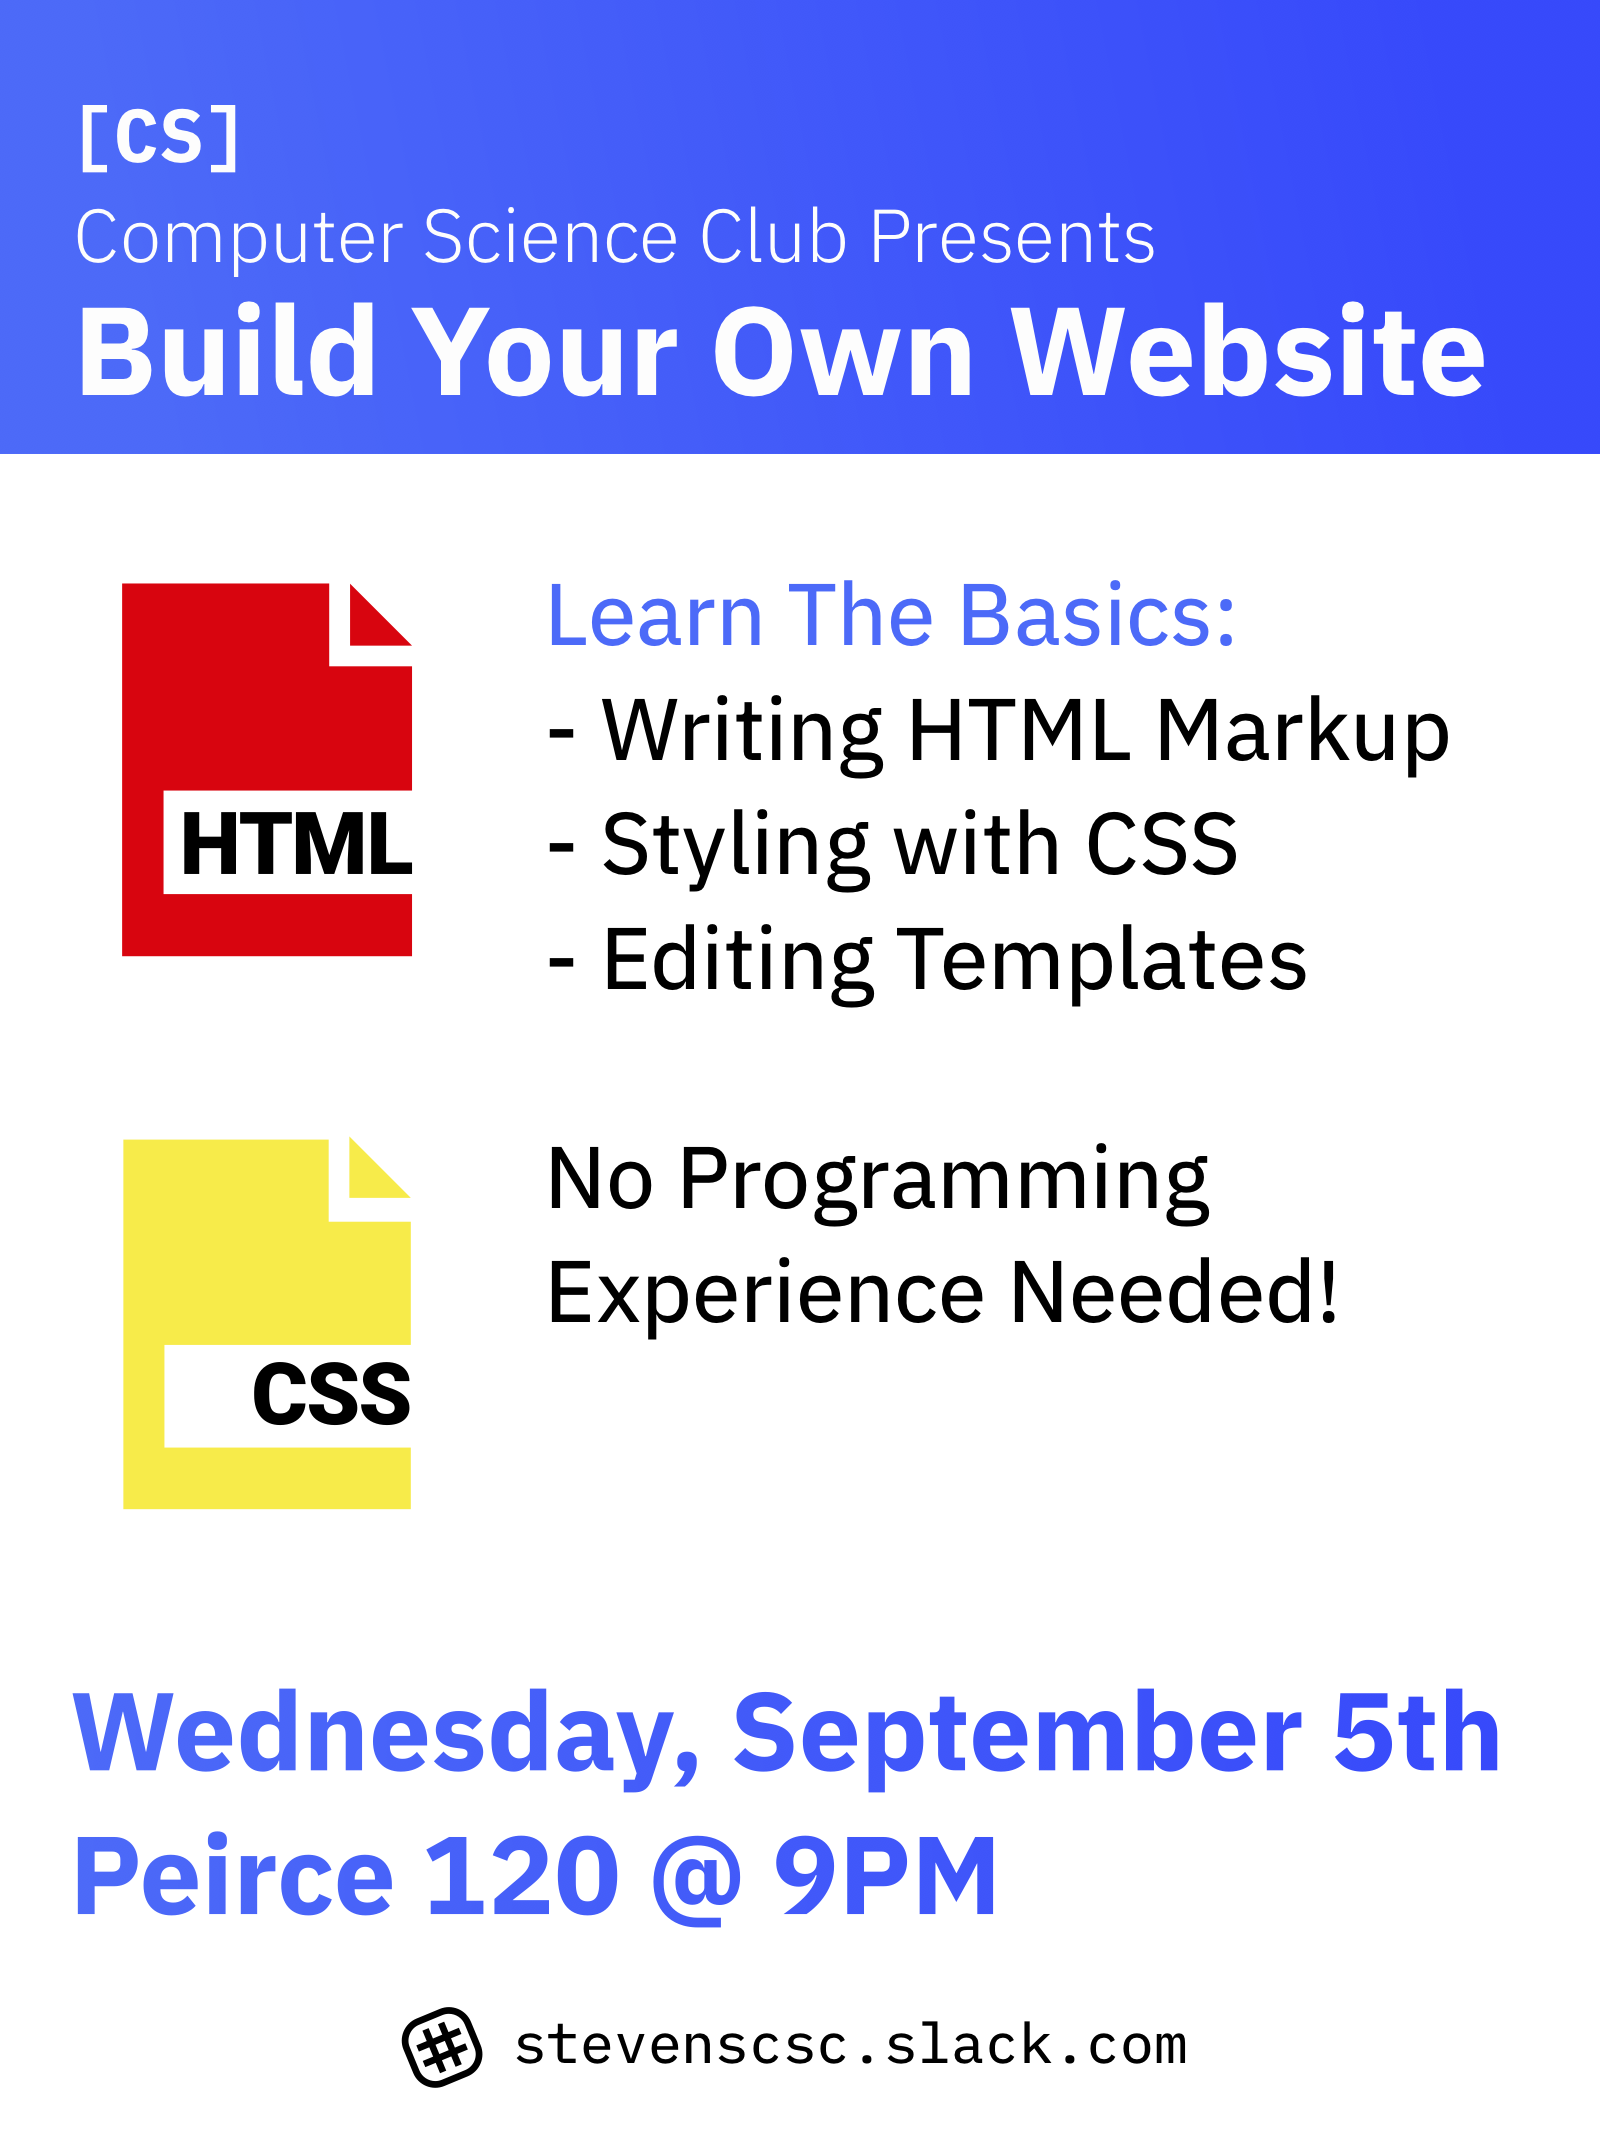 [CS]
Computer Science Club Presents
Build Your Own Website
HTML
Learn The Basics:
- Writing HTML Markup
- Styling with CSS
- Editing Templates
CSS
No Programming
Experience Needed!
Wednesday, September 5th
Peirce 120 @ 9PM
stevenscsc.slack.com